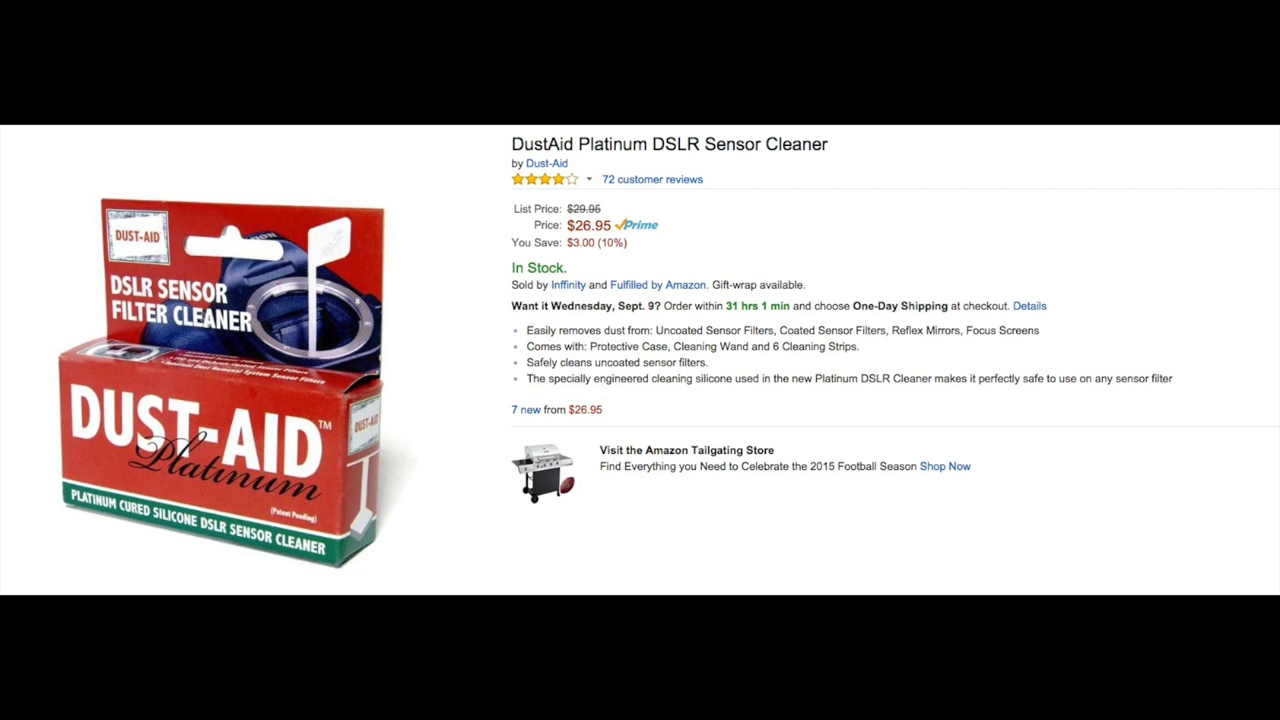 DustAid Platinum DSLR Sensor Cleaner
by Dust-Aid
72 customer reviews
List Price: $29.95
Price: $26.95 Prime
You Save: $3.00 (10%)
In Stock.
Sold by Inffinity and Fulfilled by Amazon. Gift-wrap available.
Want it Wednesday, Sept. 9? Order within 31 hrs 1 min and choose One-Day Shipping at checkout. Details
Easily removes dust from: Uncoated Sensor Filters, Coated Sensor Filters, Reflex Mirrors, Focus Screens
Comes with: Protective Case, Cleaning Wand and 6 Cleaning Strips.
Safely cleans uncoated sensor filters.
The specially engineered cleaning silicone used in the new Platinum DSLR Cleaner makes it perfectly safe to use on any sensor filter
7 new from $26.95
Visit the Amazon Tailgating Store
Find Everything you Need to Celebrate the 2015 Football Season Shop Now
DUST-AID
DSLR SENSOR
FILTER CLEANER
DUST-AID™
Platinum
(Patent Pending)
PLATINUM CURED SILICONE DSLR SENSOR CLEANER
DUST-AID